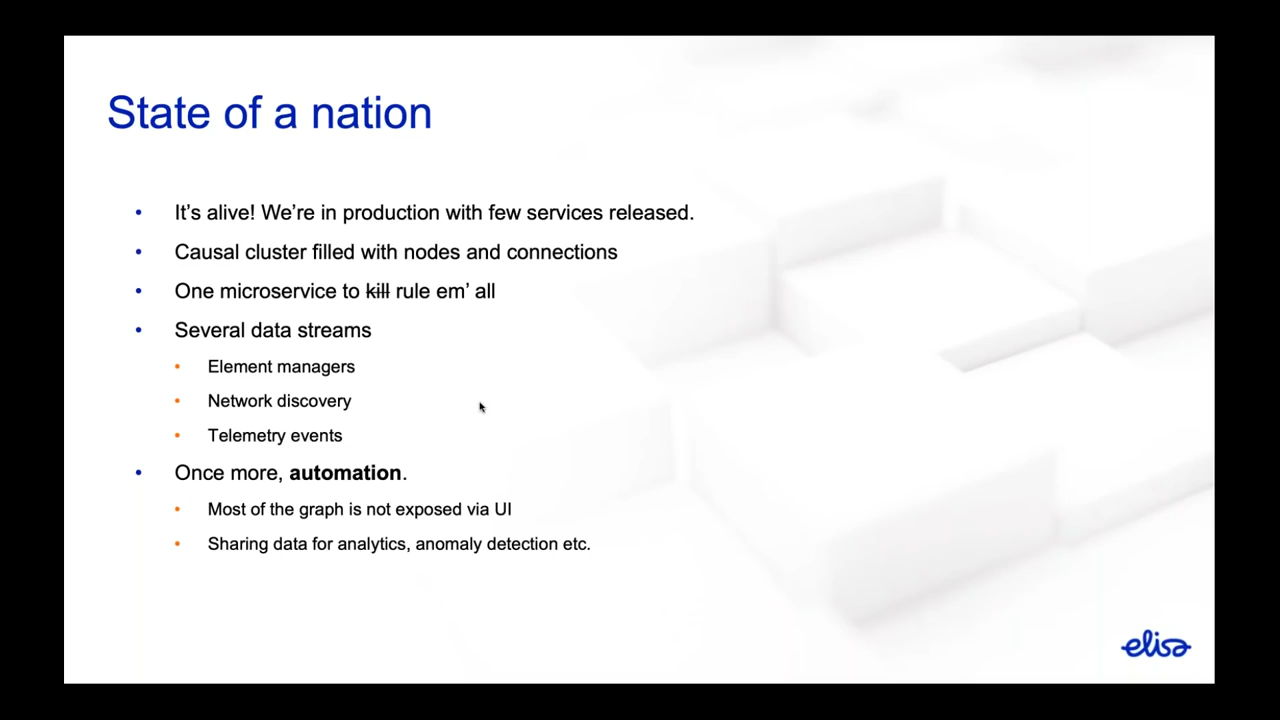 State of a nation
• It's alive! We're in production with few services released.
• Causal cluster filled with nodes and connections
• One microservice to kill rule em' all
• Several data streams
• Element managers
• Network discovery
• Telemetry events
• Once more, automation.
• Most of the graph is not exposed via UI
• Sharing data for analytics, anomaly detection etc.
elisa